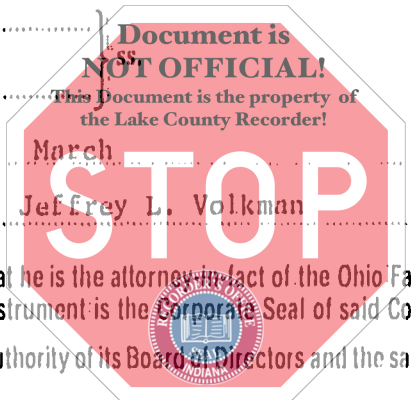 Document is
ss.
NOT OFFICIAL!
This Document is the property of
the Lake County Recorder!
March
STOP
Jeffrey L. Volkman
at he is the attorney-in-fact of the Ohio Fa
strument is the Corporate Seal of said Co
uthority of its Board of Directors and the sa
INDIANA